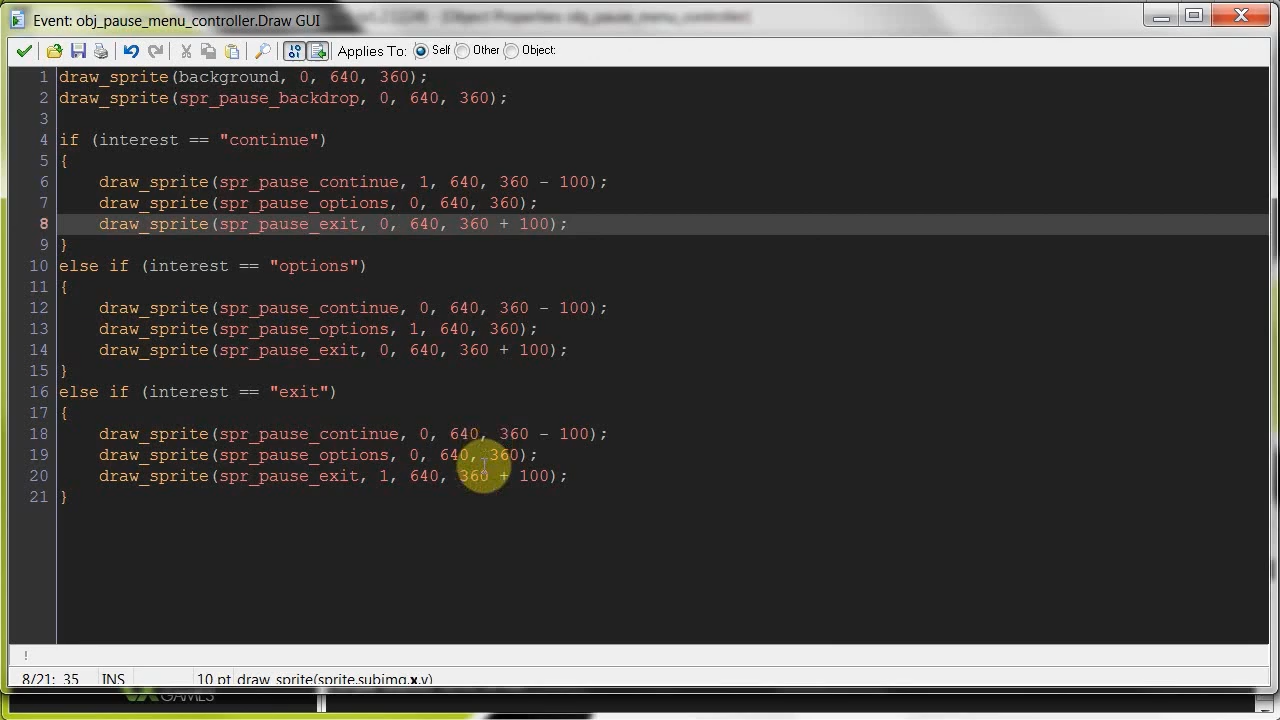 Event: obj_pause_menu_controller.Draw GUI
Applies To: Self Other Object:
1 draw_sprite(background, 0, 640, 360);
2 draw_sprite(spr_pause_backdrop, 0, 640, 360);
3
4 if (interest == "continue")
5 {
6 draw_sprite(spr_pause_continue, 1, 640, 360 - 100);
7 draw_sprite(spr_pause_options, 0, 640, 360);
8 draw_sprite(spr_pause_exit, 0, 640, 360 + 100);
9 }
10 else if (interest == "options")
11 {
12 draw_sprite(spr_pause_continue, 0, 640, 360 - 100);
13 draw_sprite(spr_pause_options, 1, 640, 360);
14 draw_sprite(spr_pause_exit, 0, 640, 360 + 100);
15 }
16 else if (interest == "exit")
17 {
18 draw_sprite(spr_pause_continue, 0, 640, 360 - 100);
19 draw_sprite(spr_pause_options, 0, 640, 360);
20 draw_sprite(spr_pause_exit, 1, 640, 360 + 100);
21 }
!
8/21: 35 INS 10 pt draw_sprite(sprite,subimg,x,y)
GAMES